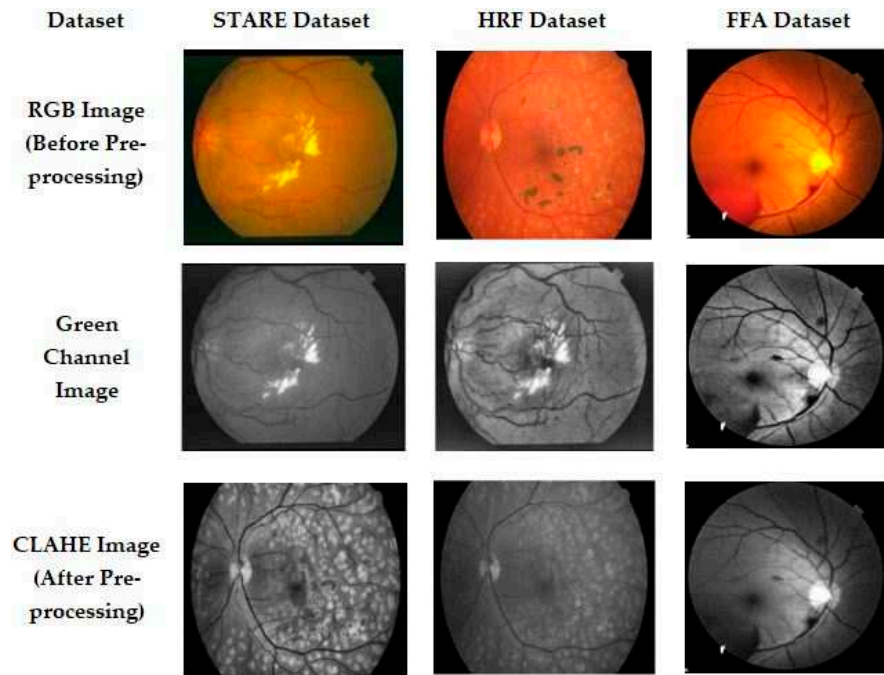 Dataset STARE Dataset HRF Dataset FFA Dataset
RGB Image
(Before Pre-
processing)
Green
Channel
Image
CLAHE Image
(After Pre-
processing)